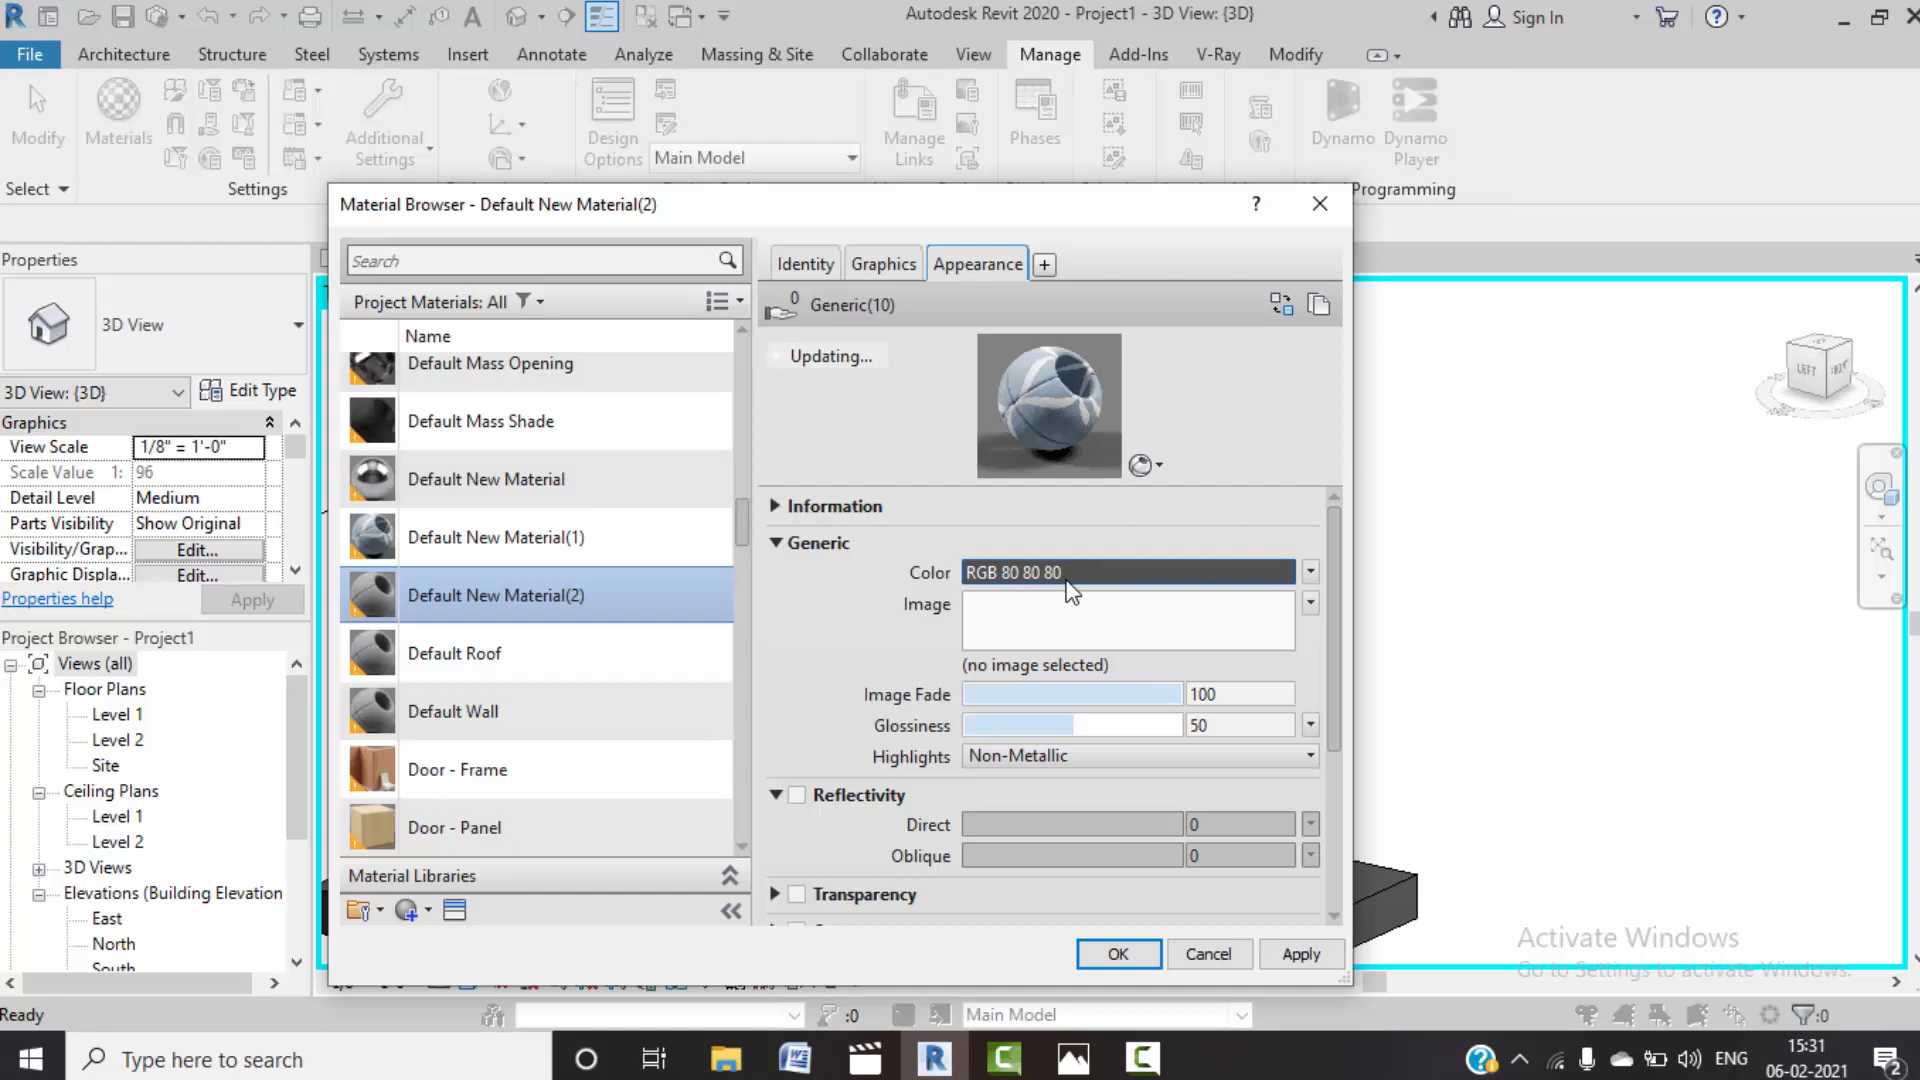 Autodesk Revit 2020 - Project1 - 3D View: {3D}
Sign In
File Architecture Structure Steel Systems Insert Annotate Analyze Massing & Site Collaborate View Manage Add-Ins V-Ray Modify
Modify
Materials
Additional
Settings
Design
Options
Main Model
Manage
Links
Phases
Dynamo
Dynamo
Player
Select
Settings
Programming
Properties
3D View
3D View: {3D}
Edit Type
Graphics
View Scale 1/8" = 1'-0"
Scale Value 1: 96
Detail Level Medium
Parts Visibility Show Original
Visibility/Grap... Edit...
Graphic Displa... Edit...
Properties help
Apply
Project Browser - Project1
Views (all)
Floor Plans
Level 1
Level 2
Site
Ceiling Plans
Level 1
Level 2
3D Views
Elevations (Building Elevation
East
North
South
Material Browser - Default New Material(2)
?
Search
Project Materials: All
Name
Default Mass Opening
Default Mass Shade
Default New Material
Default New Material(1)
Default New Material(2)
Default Roof
Default Wall
Door - Frame
Door - Panel
Material Libraries
Identity Graphics Appearance +
0
Generic(10)
Updating...
Information
Generic
Color RGB 80 80 80
Image
(no image selected)
Image Fade 100
Glossiness 50
Highlights Non-Metallic
Reflectivity
Direct 0
Oblique 0
Transparency
OK Cancel Apply
LEFT
Activate Windows
Go to Settings to activate Windows.
Ready
:0
Main Model
:0
Type here to search
ENG
15:31
06-02-2021
2